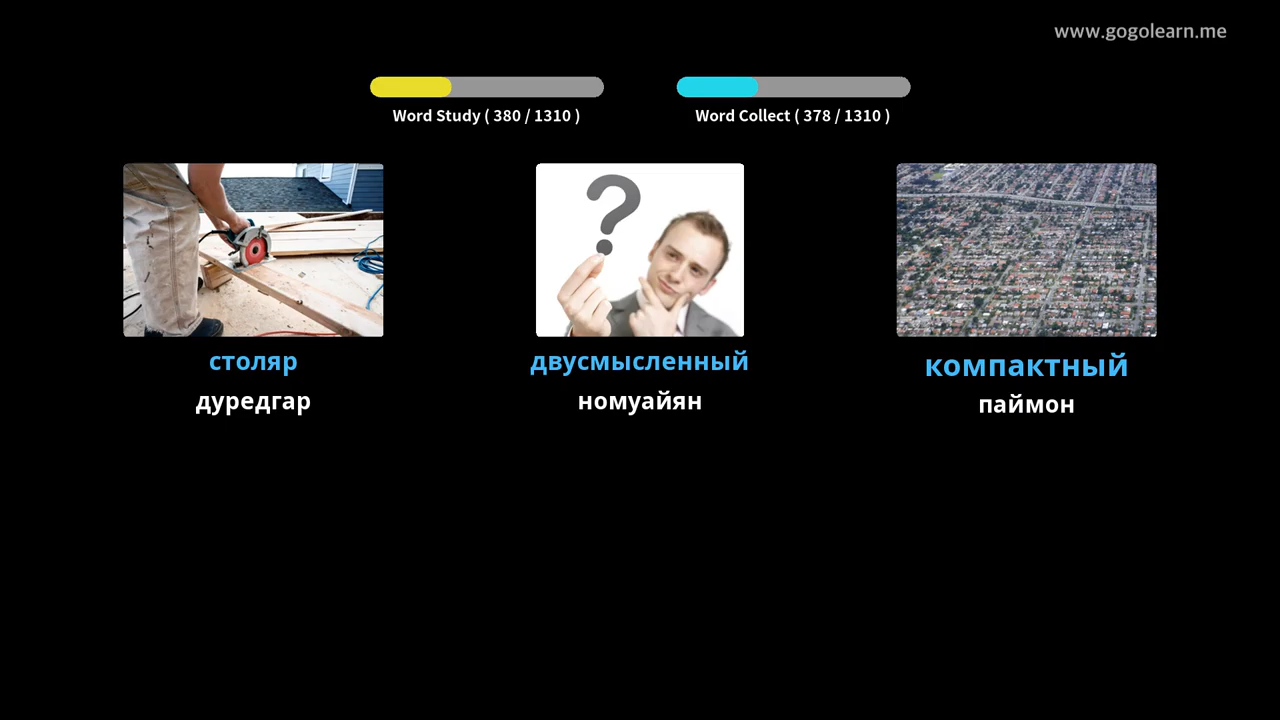 www.gogolearn.me
Word Study ( 380 / 1310 )
Word Collect ( 378 / 1310 )
столяр
дуредгар
двусмысленный
номуайян
компактный
паймон